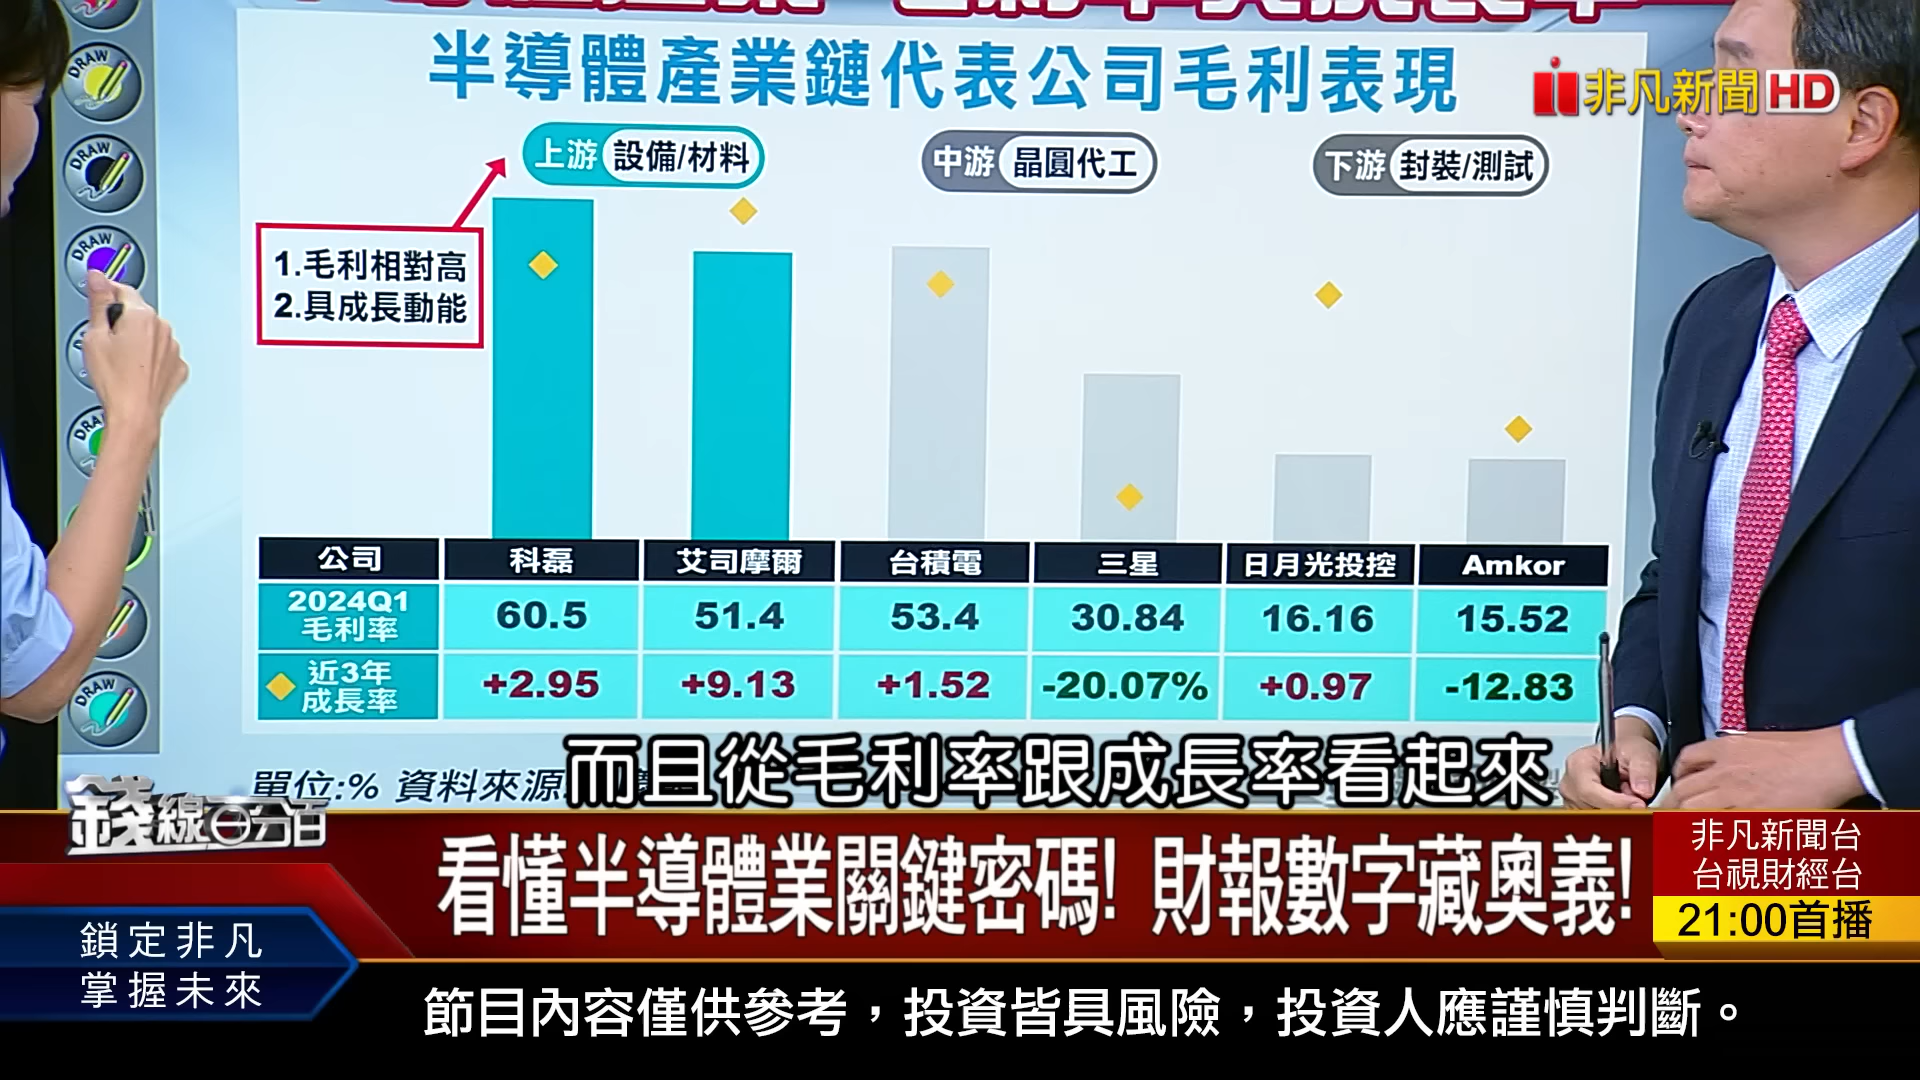 半導體產業鏈代表公司毛利表現
非凡新聞HD
上游 設備/材料
中游 晶圓代工
下游 封裝/測試
1.毛利相對高
2.具成長動能
DRAW
DRAW
DRAW
DRAW
公司 科磊 艾司摩爾 台積電 三星 日月光投控 Amkor
2024Q1 毛利率 60.5 51.4 53.4 30.84 16.16 15.52
近3年 成長率 +2.95 +9.13 +1.52 -20.07% +0.97 -12.83
單位:% 資料來源
而且從毛利率跟成長率看起來
錢線百分百
看懂半導體業關鍵密碼! 財報數字藏奧義!
非凡新聞台
台視財經台
21:00首播
鎖定非凡
掌握未來
節目內容僅供參考，投資皆具風險，投資人應謹慎判斷。